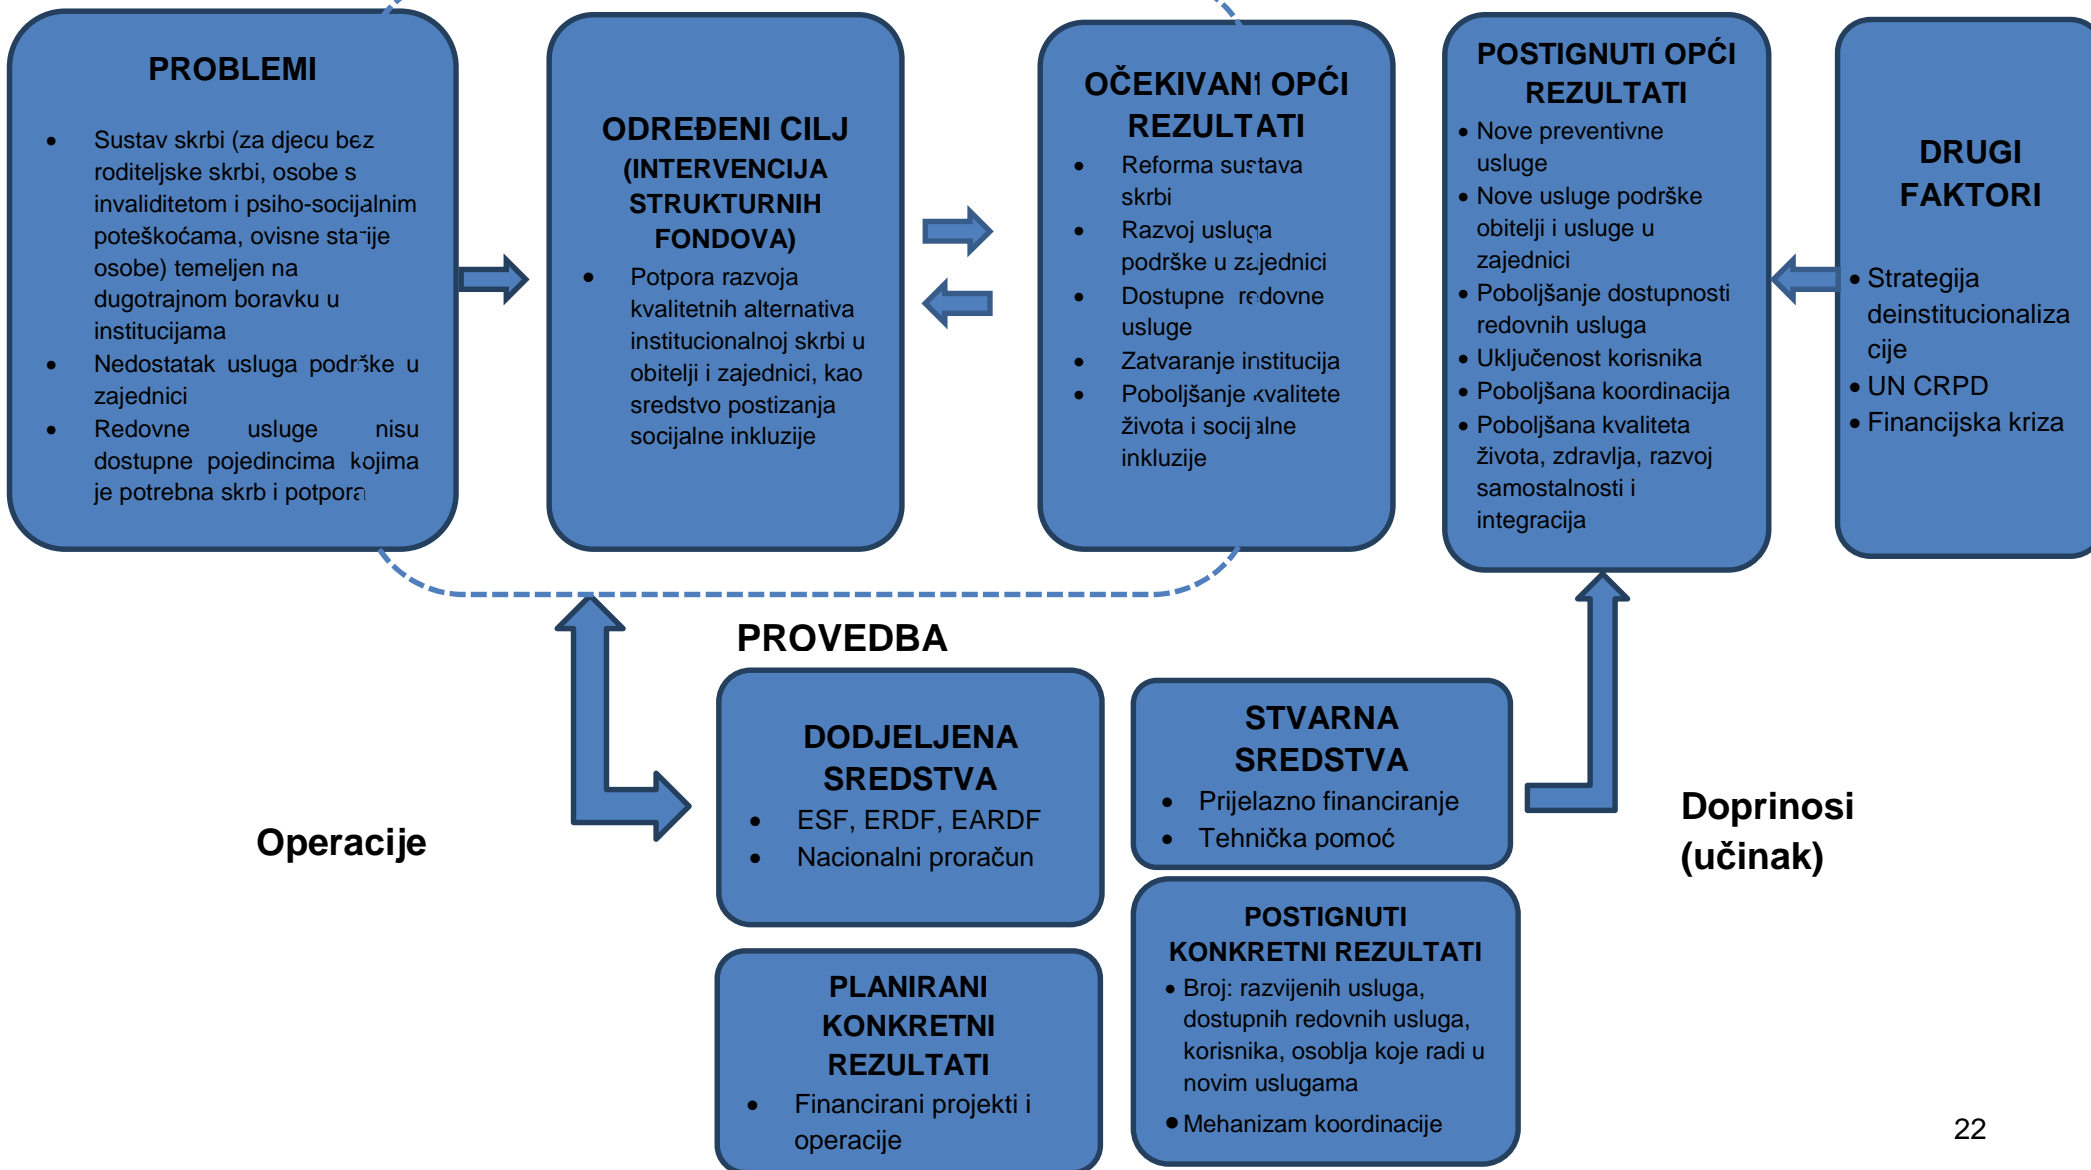 PROBLEMI
• Sustav skrbi (za djecu bez
roditeljske skrbi, osobe s
invaliditetom i psiho-socijalnim
poteškoćama, ovisne starije
osobe) temeljen na
dugotrajnom boravku u
institucijama
• Nedostatak usluga podrške u
zajednici
• Redovne usluge nisu
dostupne pojedincima kojima
je potrebna skrb i potpora
ODREĐENI CILJ
(INTERVENCIJA
STRUKTURNIH
FONDOVA)
• Potpora razvoja
kvalitetnih alternativa
institucionalnoj skrbi u
obitelji i zajednici, kao
sredstvo postizanja
socijalne inkluzije
OČEKIVANI OPĆI
REZULTATI
• Reforma sustava
skrbi
• Razvoj usluga
podrške u zajednici
• Dostupne redovne
usluge
• Zatvaranje institucija
• Poboljšanje kvalitete
života i socijalne
inkluzije
POSTIGNUTI OPĆI
REZULTATI
• Nove preventivne
usluge
• Nove usluge podrške
obitelji i usluge u
zajednici
• Poboljšanje dostupnosti
redovnih usluga
• Uključenost korisnika
• Poboljšana koordinacija
• Poboljšana kvaliteta
života, zdravlja, razvoj
samostalnosti i
integracija
DRUGI
FAKTORI
• Strategija
deinstitucionaliza
cije
• UN CRPD
• Financijska kriza
PROVEDBA
Operacije
DODJELJENA
SREDSTVA
• ESF, ERDF, EARDF
• Nacionalni proračun
STVARNA
SREDSTVA
• Prijelazno financiranje
• Tehnička pomoć
Doprinosi
(učinak)
PLANIRANI
KONKRETNI
REZULTATI
• Financirani projekti i
operacije
POSTIGNUTI
KONKRETNI REZULTATI
• Broj: razvijenih usluga,
dostupnih redovnih usluga,
korisnika, osoblja koje radi u
novim uslugama
• Mehanizam koordinacije
22